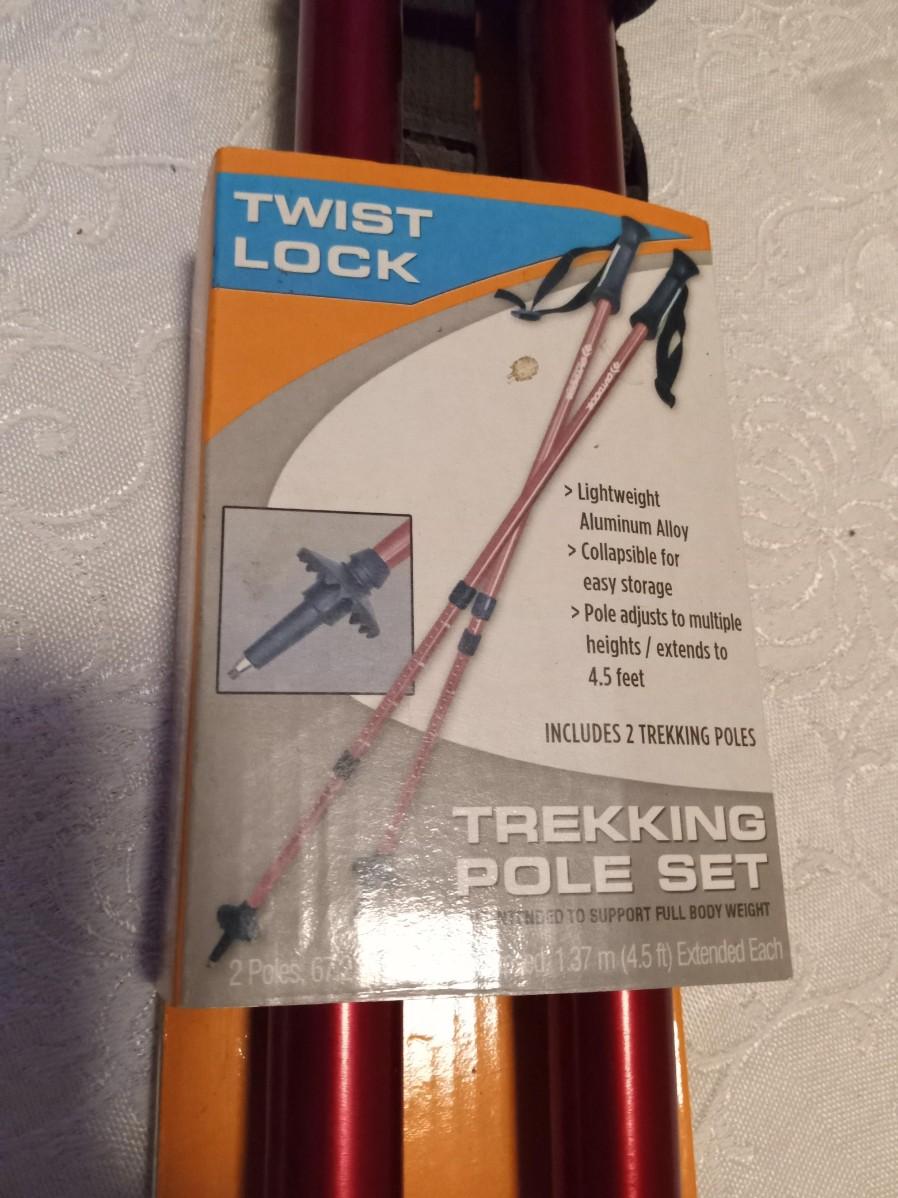 TWIST
LOCK
> Lightweight
Aluminum Alloy
> Collapsible for
easy storage
> Pole adjusts to multiple
heights / extends to
4.5 feet
INCLUDES 2 TREKKING POLES
TREKKING
POLE SET
INTENDED TO SUPPORT FULL BODY WEIGHT
2 Poles, 1.37 m (4.5 ft) Extended Each